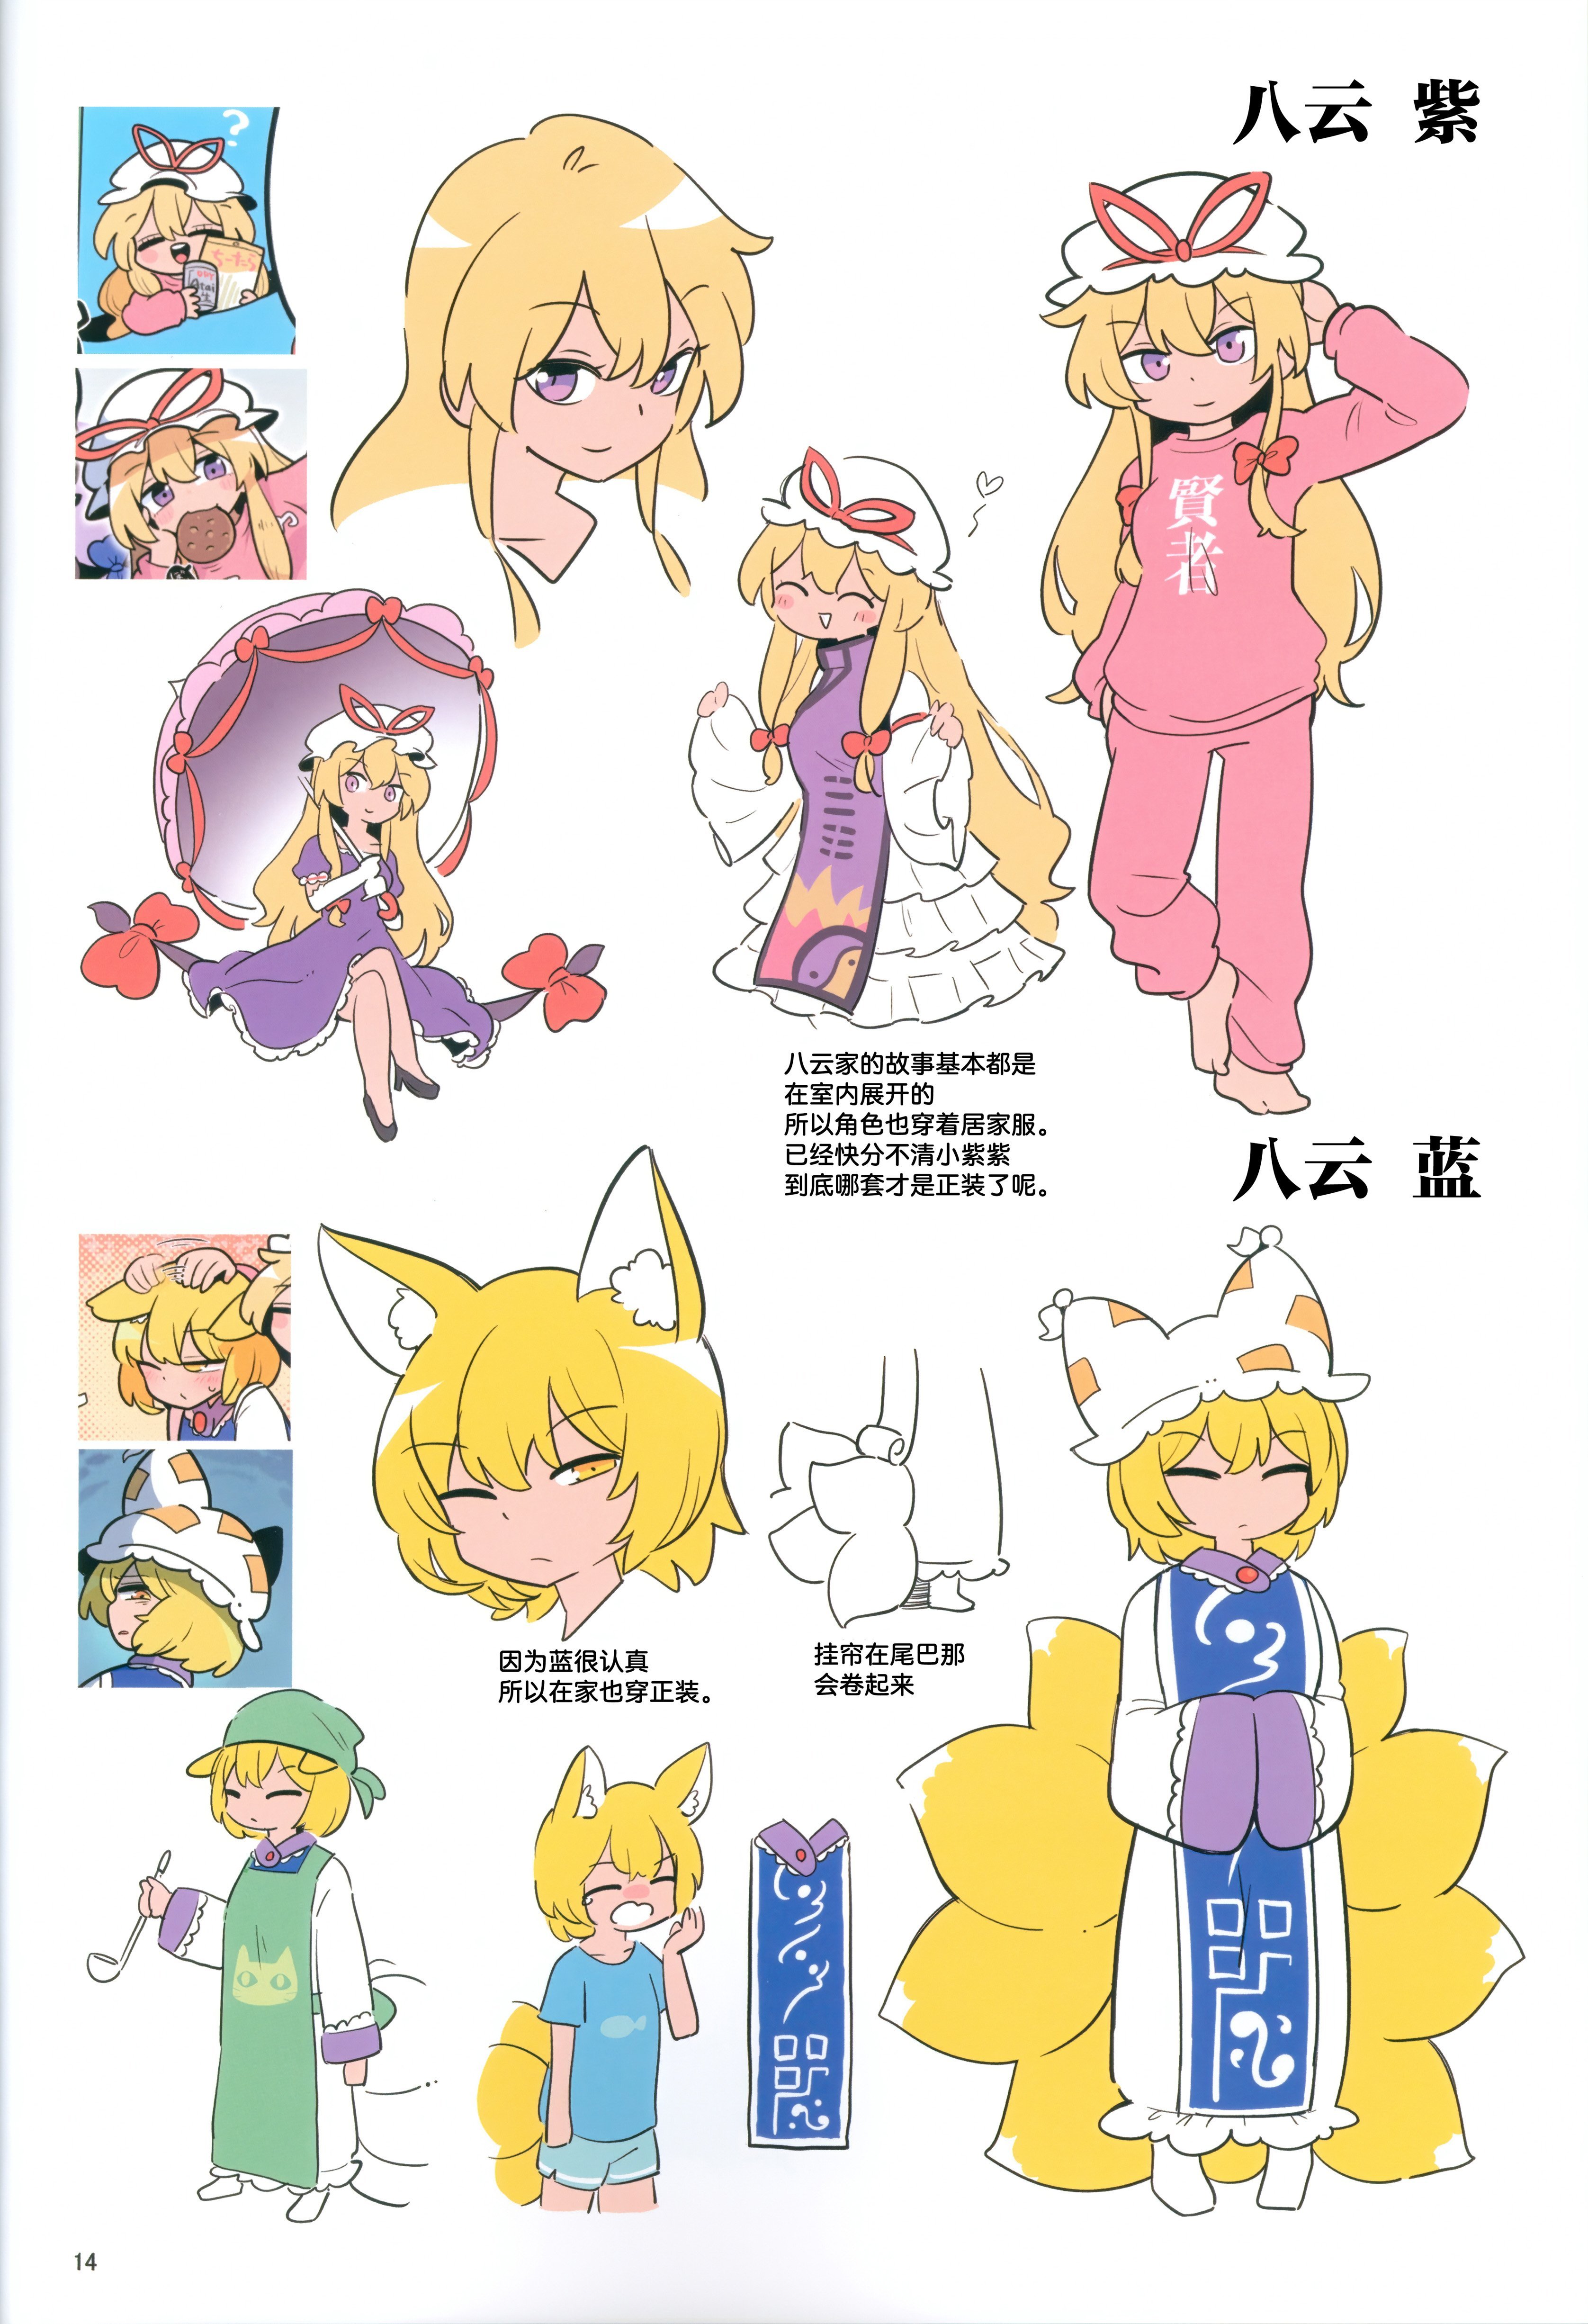 八云 紫
?
ちーたら
賢者
八云家的故事基本都是
在室内展开的
所以角色也穿着居家服。
已经快分不清小紫紫
到底哪套才是正装了呢。
八云 蓝
因为蓝很认真
所以在家也穿正装。
挂帘在尾巴那
会卷起来
14